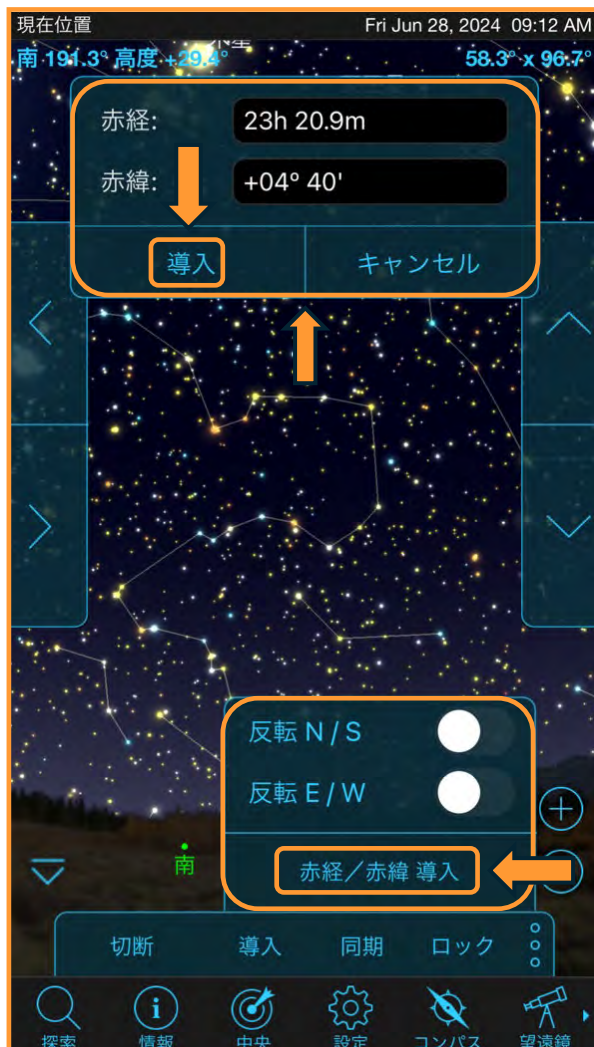 現在位置 Fri Jun 28, 2024 09:12 AM
南 191.3° 高度 +29.4° 58.3° x 96.7°
赤経: 23h 20.9m
赤緯: +04° 40'
導入 キャンセル
反転 N / S
反転 E / W
赤経／赤緯 導入
南
切断 導入 同期 ロック
探索 情報 中央 設定 コンパス 望遠鏡